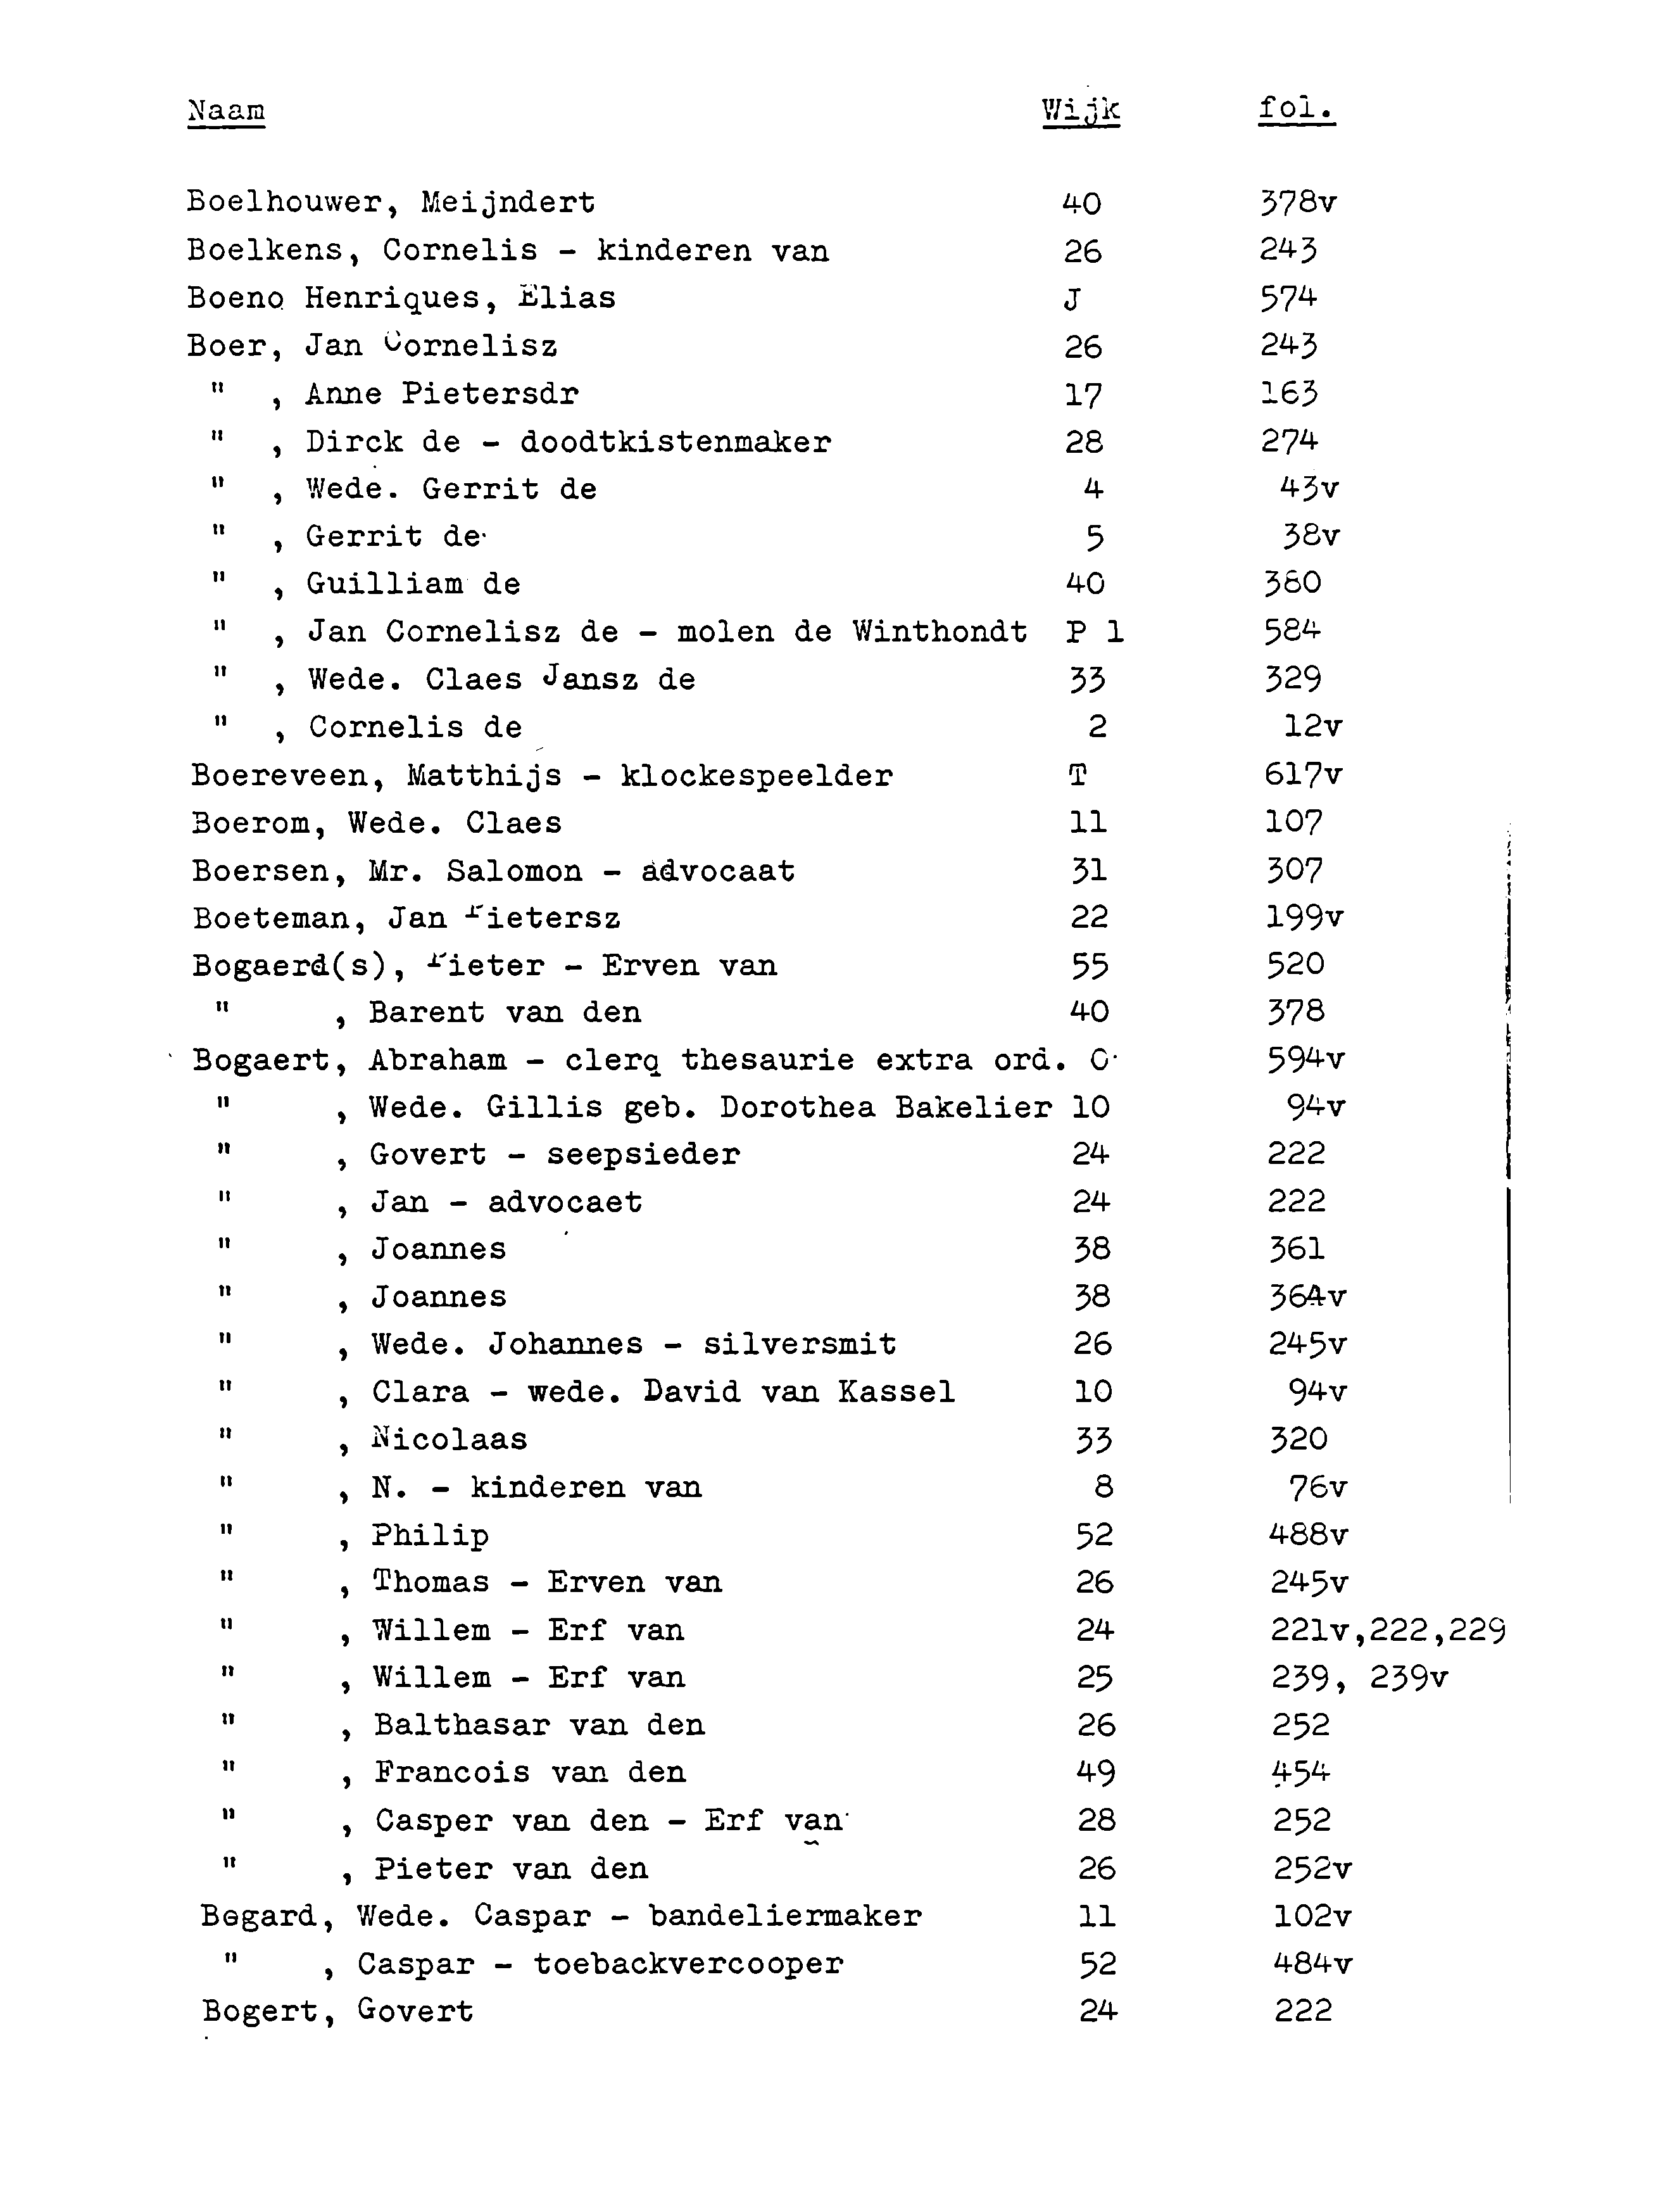 Naam Wijk fol.
Boelhouwer, Meijndert 40 378v
Boelkens, Cornelis - kinderen van 26 243
Boeno Henriques, Elias J 574
Boer, Jan Cornelisz 26 243
" , Anne Pietersdr 17 163
" , Dirck de - doodtkistenmaker 28 274
" , Wede. Gerrit de 4 43v
" , Gerrit de 5 38v
" , Guilliam de 40 380
" , Jan Cornelisz de - molen de Winthondt P 1 584
" , Wede. Claes Jansz de 33 329
" , Cornelis de 2 12v
Boereveen, Matthijs - klockespeelder T 617v
Boerom, Wede. Claes 11 107
Boersen, Mr. Salomon - advocaat 31 307
Boeteman, Jan Pietersz 22 199v
Bogaerd(s), Pieter - Erven van 55 520
" , Barent van den 40 378
Bogaert, Abraham - clerq thesaurie extra ord. O 594v
" , Wede. Gillis geb. Dorothea Bakelier 10 94v
" , Govert - seepsieder 24 222
" , Jan - advocaet 24 222
" , Joannes 38 361
" , Joannes 38 364v
" , Wede. Johannes - silversmit 26 245v
" , Clara - wede. David van Kassel 10 94v
" , Nicolaas 33 320
" , N. - kinderen van 8 76v
" , Philip 52 488v
" , Thomas - Erven van 26 245v
" , Willem - Erf van 24 221v,222,229
" , Willem - Erf van 25 239, 239v
" , Balthasar van den 26 252
" , Francois van den 49 454
" , Casper van den - Erf van 28 252
" , Pieter van den 26 252v
Bogard, Wede. Caspar - bandeliermaker 11 102v
" , Caspar - toebackvercooper 52 484v
Bogert, Govert 24 222